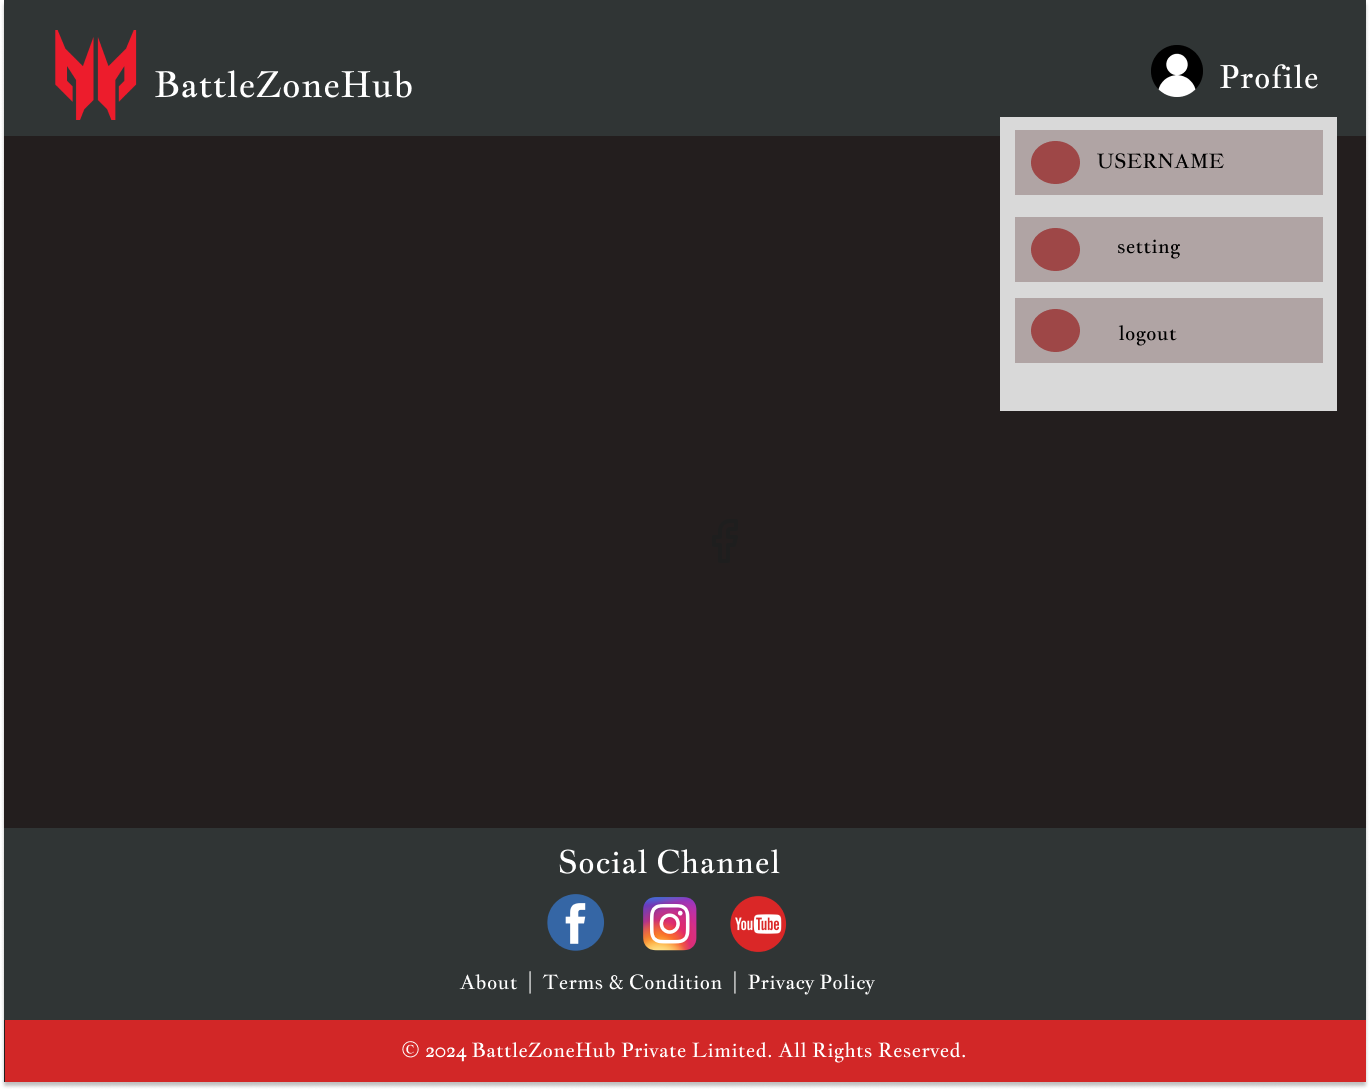 BattleZoneHub
Profile
USERNAME
setting
logout
Social Channel
f
You Tube
About | Terms & Condition | Privacy Policy
© 2024 BattleZoneHub Private Limited. All Rights Reserved.